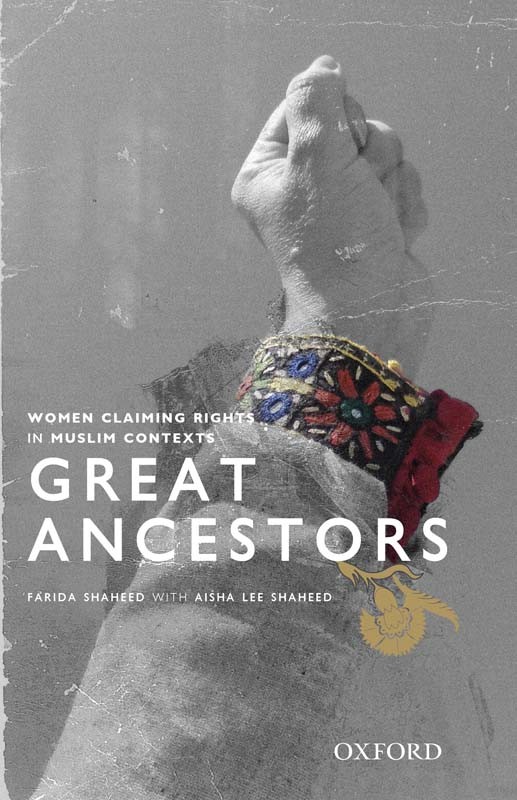 WOMEN CLAIMING RIGHTS
IN MUSLIM CONTEXTS
GREAT
ANCESTORS
FARIDA SHAHEED WITH AISHA LEE SHAHEED
OXFORD